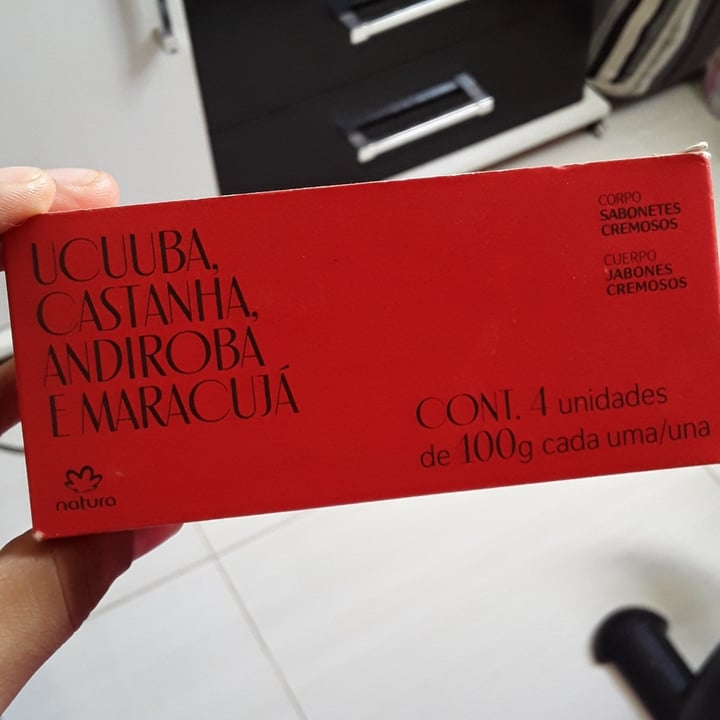 UCUUBA,
CASTANHA,
ANDIROBA
E MARACUJÁ
natura
CORPO
SABONETES
CREMOSOS
CUERPO
JABONES
CREMOSOS
CONT. 4 unidades
de 100g cada uma/una